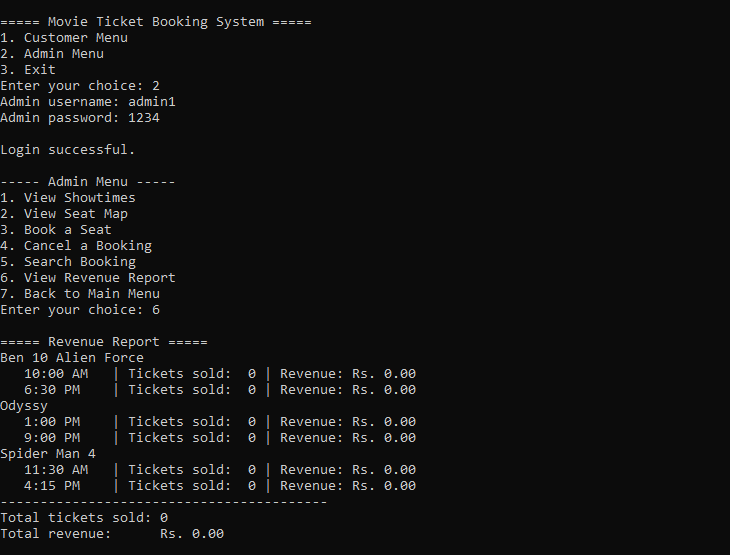 ===== Movie Ticket Booking System =====
1. Customer Menu
2. Admin Menu
3. Exit
Enter your choice: 2
Admin username: admin1
Admin password: 1234
Login successful.
----- Admin Menu -----
1. View Showtimes
2. View Seat Map
3. Book a Seat
4. Cancel a Booking
5. Search Booking
6. View Revenue Report
7. Back to Main Menu
Enter your choice: 6
===== Revenue Report =====
Ben 10 Alien Force
   10:00 AM   | Tickets sold:  0 | Revenue: Rs. 0.00
   6:30 PM    | Tickets sold:  0 | Revenue: Rs. 0.00
Odyssy
   1:00 PM    | Tickets sold:  0 | Revenue: Rs. 0.00
   9:00 PM    | Tickets sold:  0 | Revenue: Rs. 0.00
Spider Man 4
   11:30 AM   | Tickets sold:  0 | Revenue: Rs. 0.00
   4:15 PM    | Tickets sold:  0 | Revenue: Rs. 0.00
-----------------------------------------
Total tickets sold: 0
Total revenue:      Rs. 0.00